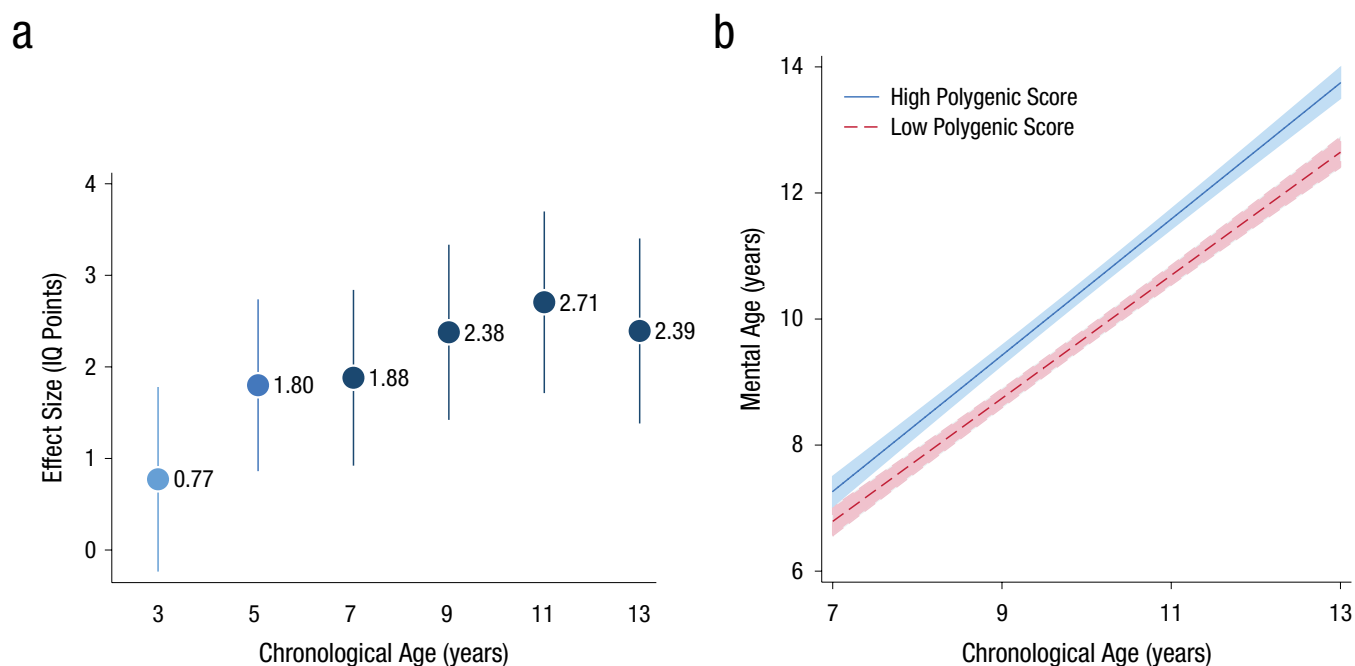 a
4
3
2
1
0
Effect Size (IQ Points)
0.77
1.80
1.88
2.38
2.71
2.39
3 5 7 9 11 13
Chronological Age (years)
b
14
12
10
8
6
Mental Age (years)
High Polygenic Score
Low Polygenic Score
7 9 11 13
Chronological Age (years)